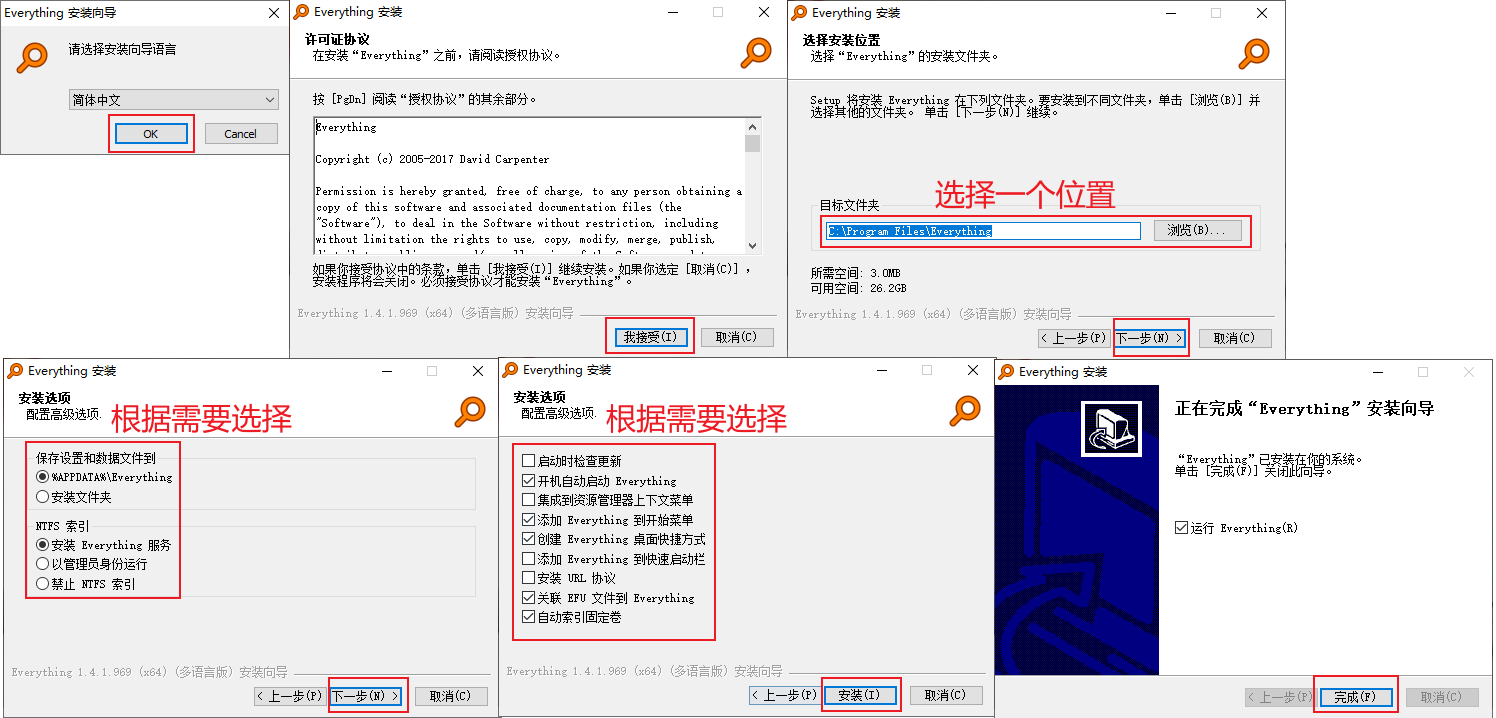 Everything 安装向导
请选择安装向导语言
简体中文
OK
Cancel
Everything 安装
许可证协议
在安装“Everything”之前，请阅读授权协议。
按 [PgDn] 阅读“授权协议”的其余部分。
Everything
Copyright (c) 2005-2017 David Carpenter
Permission is hereby granted, free of charge, to any person obtaining a
copy of this software and associated documentation files (the
"Software"), to deal in the Software without restriction, including
without limitation the rights to use, copy, modify, merge, publish,
如果你接受协议中的条款，单击 [我接受(I)] 继续安装。如果你选定 [取消(C)] ，
安装程序将会关闭。必须接受协议才能安装“Everything”。
Everything 1.4.1.969 (x64) (多语言版) 安装向导
我接受(I)
取消(C)
Everything 安装
选择安装位置
选择“Everything”的安装文件夹。
Setup 将安装 Everything 在下列文件夹。要安装到不同文件夹，单击 [浏览(B)] 并
选择其他的文件夹。 单击 [下一步(N)] 继续。
选择一个位置
目标文件夹
C:\Program Files\Everything
浏览(B)...
所需空间: 3.0MB
可用空间: 26.2GB
Everything 1.4.1.969 (x64) (多语言版) 安装向导
< 上一步(P)
下一步(N) >
取消(C)
Everything 安装
安装选项
配置高级选项.
根据需要选择
保存设置和数据文件到
%APPDATA%\Everything
安装文件夹
NTFS 索引
安装 Everything 服务
以管理员身份运行
禁止 NTFS 索引
Everything 1.4.1.969 (x64) (多语言版) 安装向导
< 上一步(P)
下一步(N) >
取消(C)
Everything 安装
安装选项
配置高级选项.
根据需要选择
启动时检查更新
开机自动启动 Everything
集成到资源管理器上下文菜单
添加 Everything 到开始菜单
创建 Everything 桌面快捷方式
添加 Everything 到快速启动栏
安装 URL 协议
关联 EFU 文件到 Everything
自动索引固定卷
Everything 1.4.1.969 (x64) (多语言版) 安装向导
< 上一步(P)
安装(I)
取消(C)
Everything 安装
正在完成“Everything”安装向导
“Everything”已安装在你的系统。
单击 [完成(F)] 关闭此向导。
运行 Everything(R)
< 上一步(P)
完成(F)
取消(C)